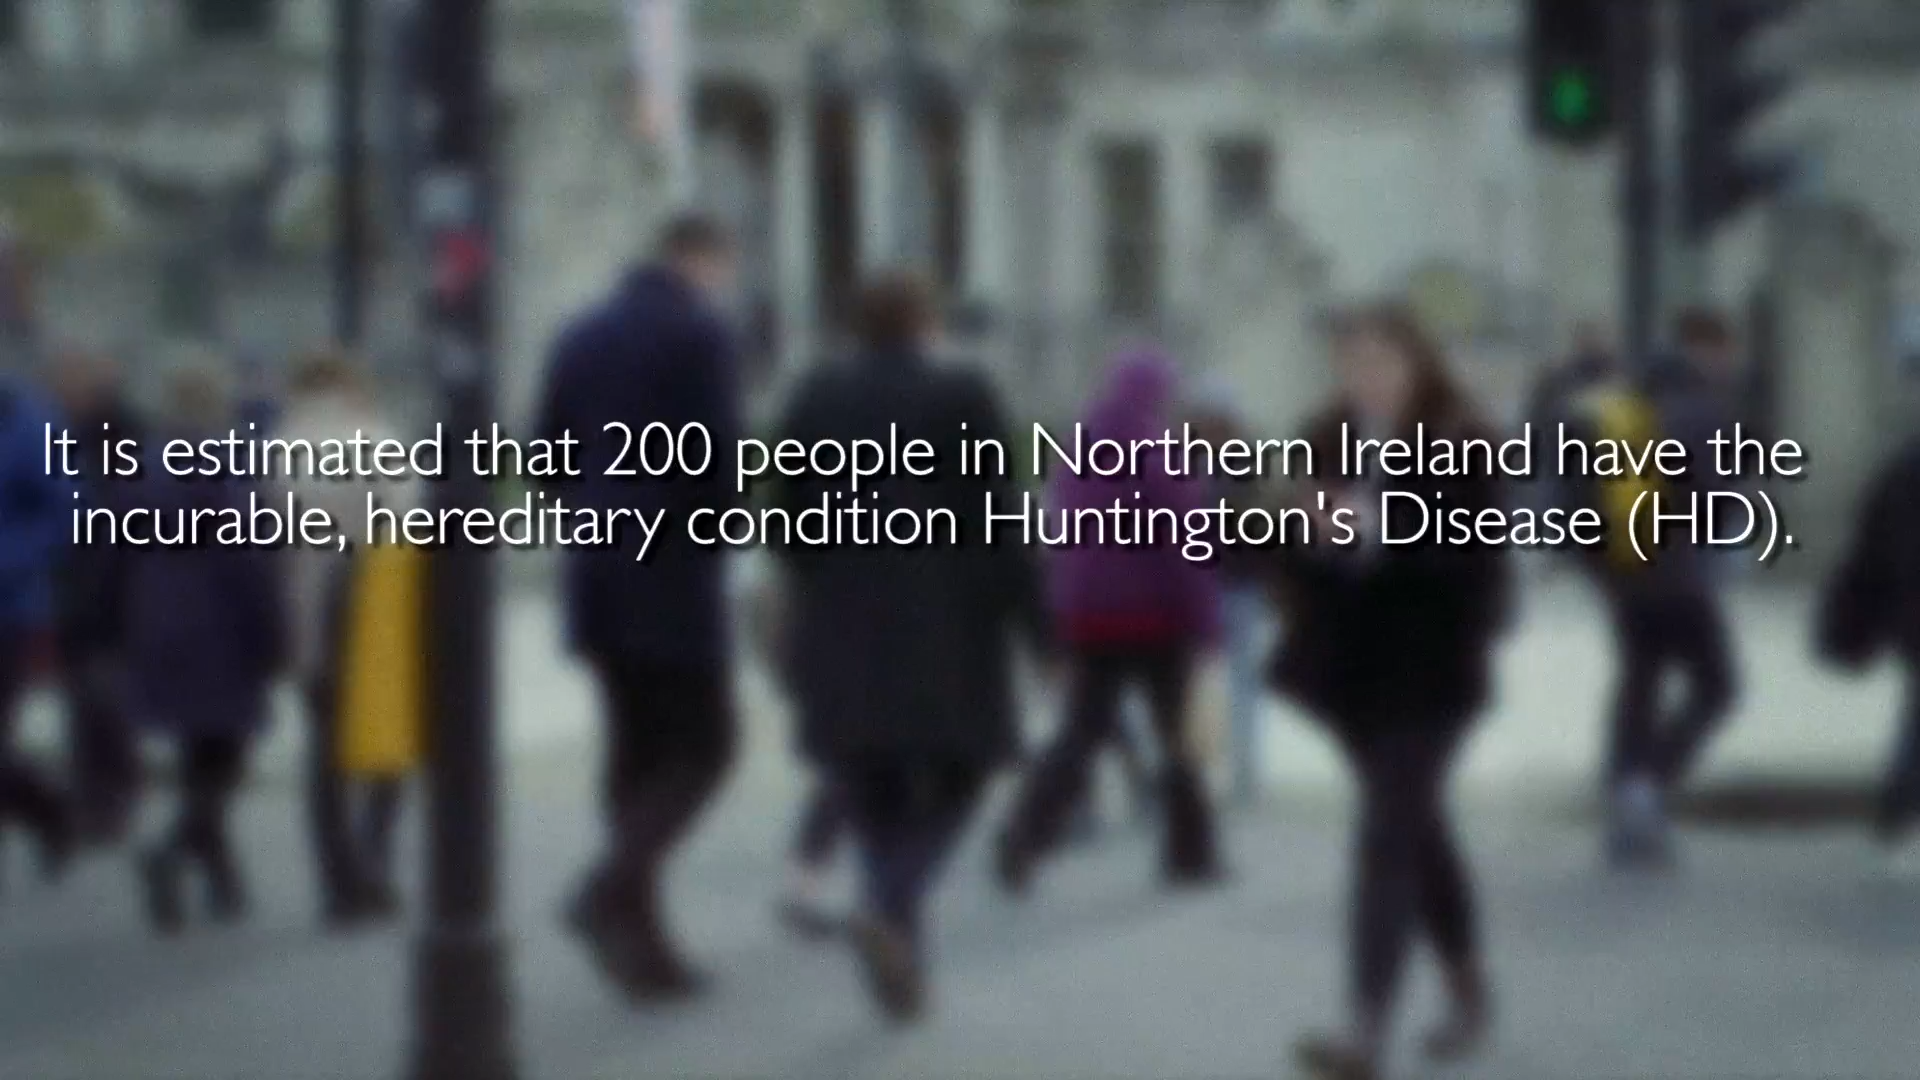 It is estimated that 200 people in Northern Ireland have the
incurable, hereditary condition Huntington's Disease (HD).